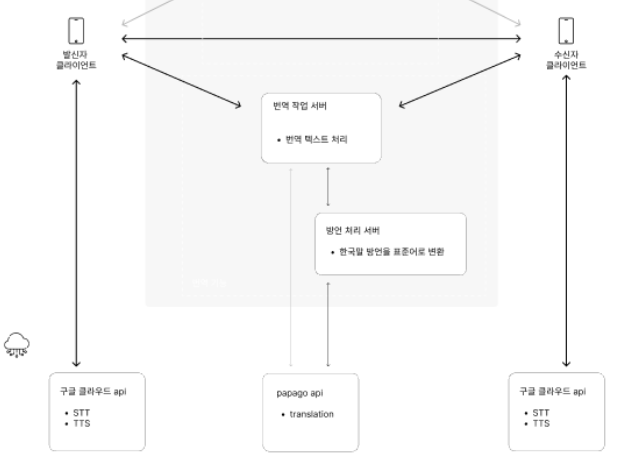 발신자
클라이언트
수신자
클라이언트
번역 작업 서버
• 번역 텍스트 처리
방언 처리 서버
• 한국말 방언을 표준어로 변환
구글 클라우드 api
• STT
• TTS
papago api
• translation
구글 클라우드 api
• STT
• TTS